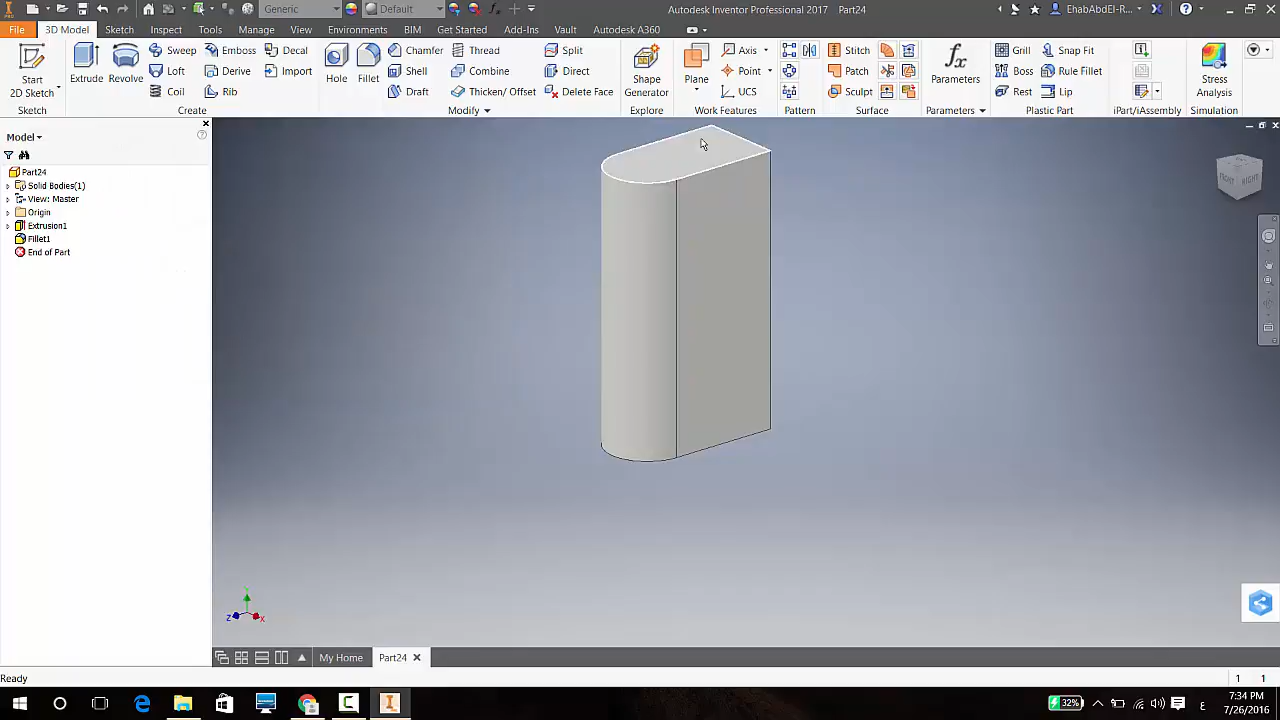 PRO
Generic
Default
Autodesk Inventor Professional 2017 Part24
EhabAbdEl-R...
File 3D Model Sketch Inspect Tools Manage View Environments BIM Get Started Add-Ins Vault Autodesk A360
Start
2D Sketch
Extrude
Revolve
Sweep
Emboss
Decal
Loft
Derive
Import
Coil
Rib
Hole
Fillet
Chamfer
Thread
Split
Shell
Combine
Direct
Draft
Thicken/ Offset
Delete Face
Shape
Generator
Plane
Axis
Point
UCS
Stitch
Patch
Sculpt
fx
Parameters
Grill
Snap Fit
Boss
Rule Fillet
Rest
Lip
Stress
Analysis
Sketch
Create
Modify
Explore
Work Features
Pattern
Surface
Parameters
Plastic Part
iPart/iAssembly
Simulation
Model
Part24
Solid Bodies(1)
View: Master
Origin
Extrusion1
Fillet1
End of Part
FRONT
RIGHT
Y
Z
X
My Home
Part24
Ready
1
1
32%
ع
7:34 PM
7/26/2016